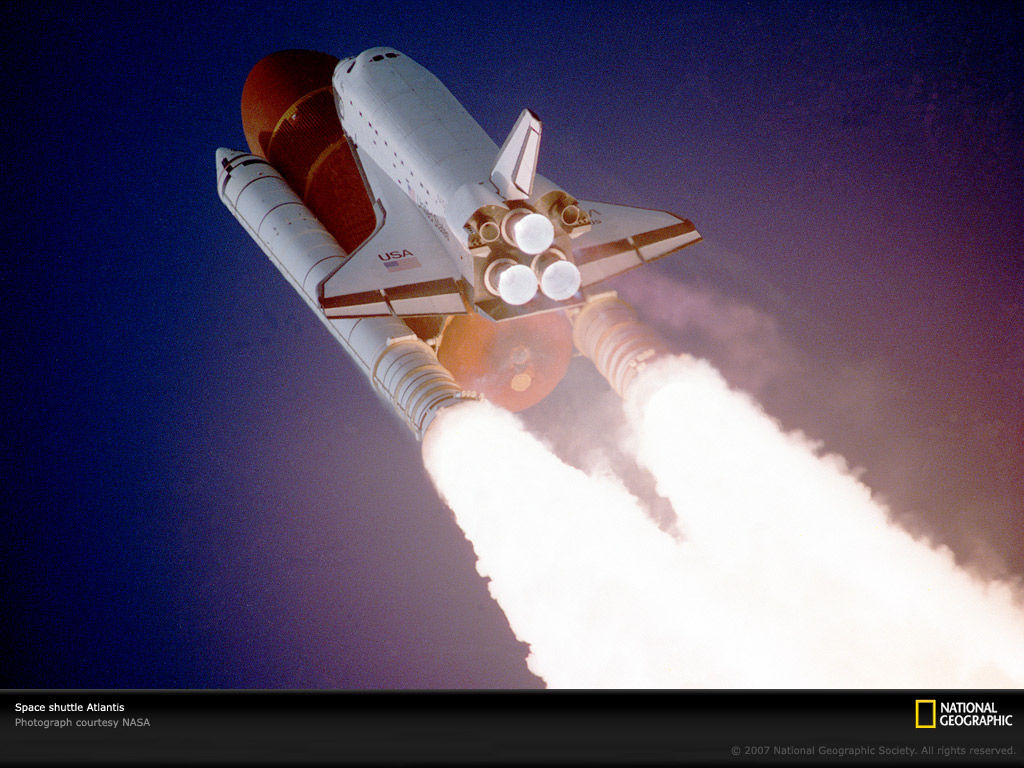 USA
Space shuttle Atlantis
Photograph courtesy NASA
NATIONAL
GEOGRAPHIC
© 2007 National Geographic Society. All rights reserved.